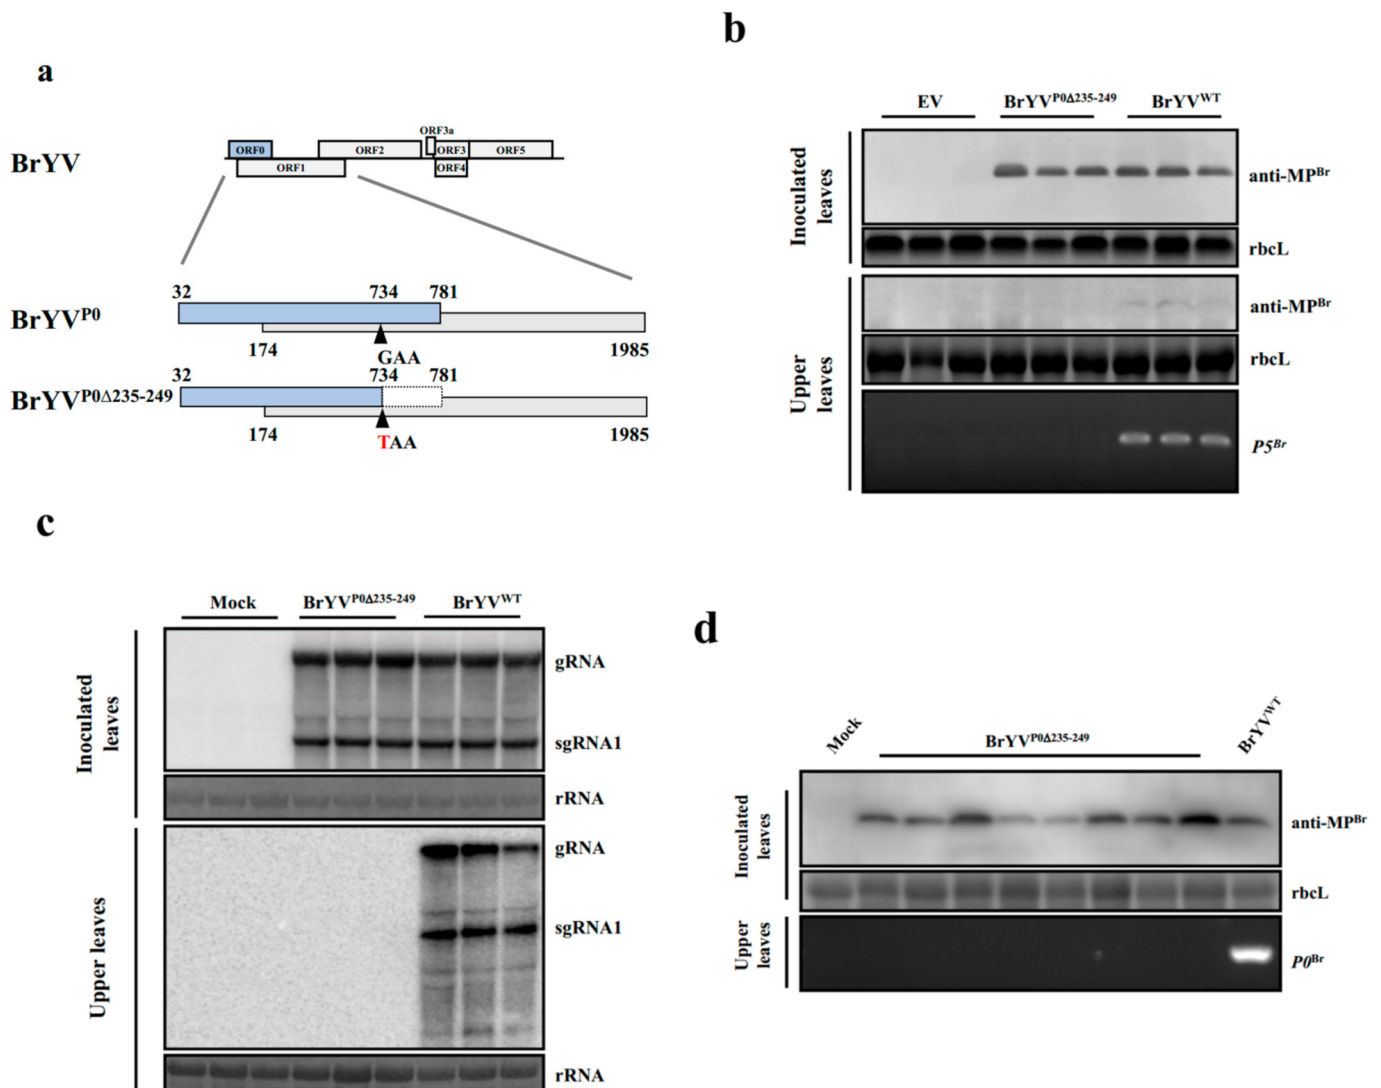 a
BrYV
ORF0
ORF1
ORF2
ORF3a
ORF3
ORF4
ORF5
BrYVP0
32
734
781
174
GAA
1985
BrYVP0Δ235-249
32
734
781
174
TAA
1985
b
EV
BrYVP0Δ235-249
BrYVWT
Inoculated
leaves
anti-MPBr
rbcL
Upper
leaves
anti-MPBr
rbcL
P5Br
c
Mock
BrYVP0Δ235-249
BrYVWT
Inoculated
leaves
gRNA
sgRNA1
rRNA
Upper leaves
gRNA
sgRNA1
rRNA
d
Mock
BrYVP0Δ235-249
BrYVWT
Inoculated
leaves
anti-MPBr
rbcL
Upper
leaves
P0Br